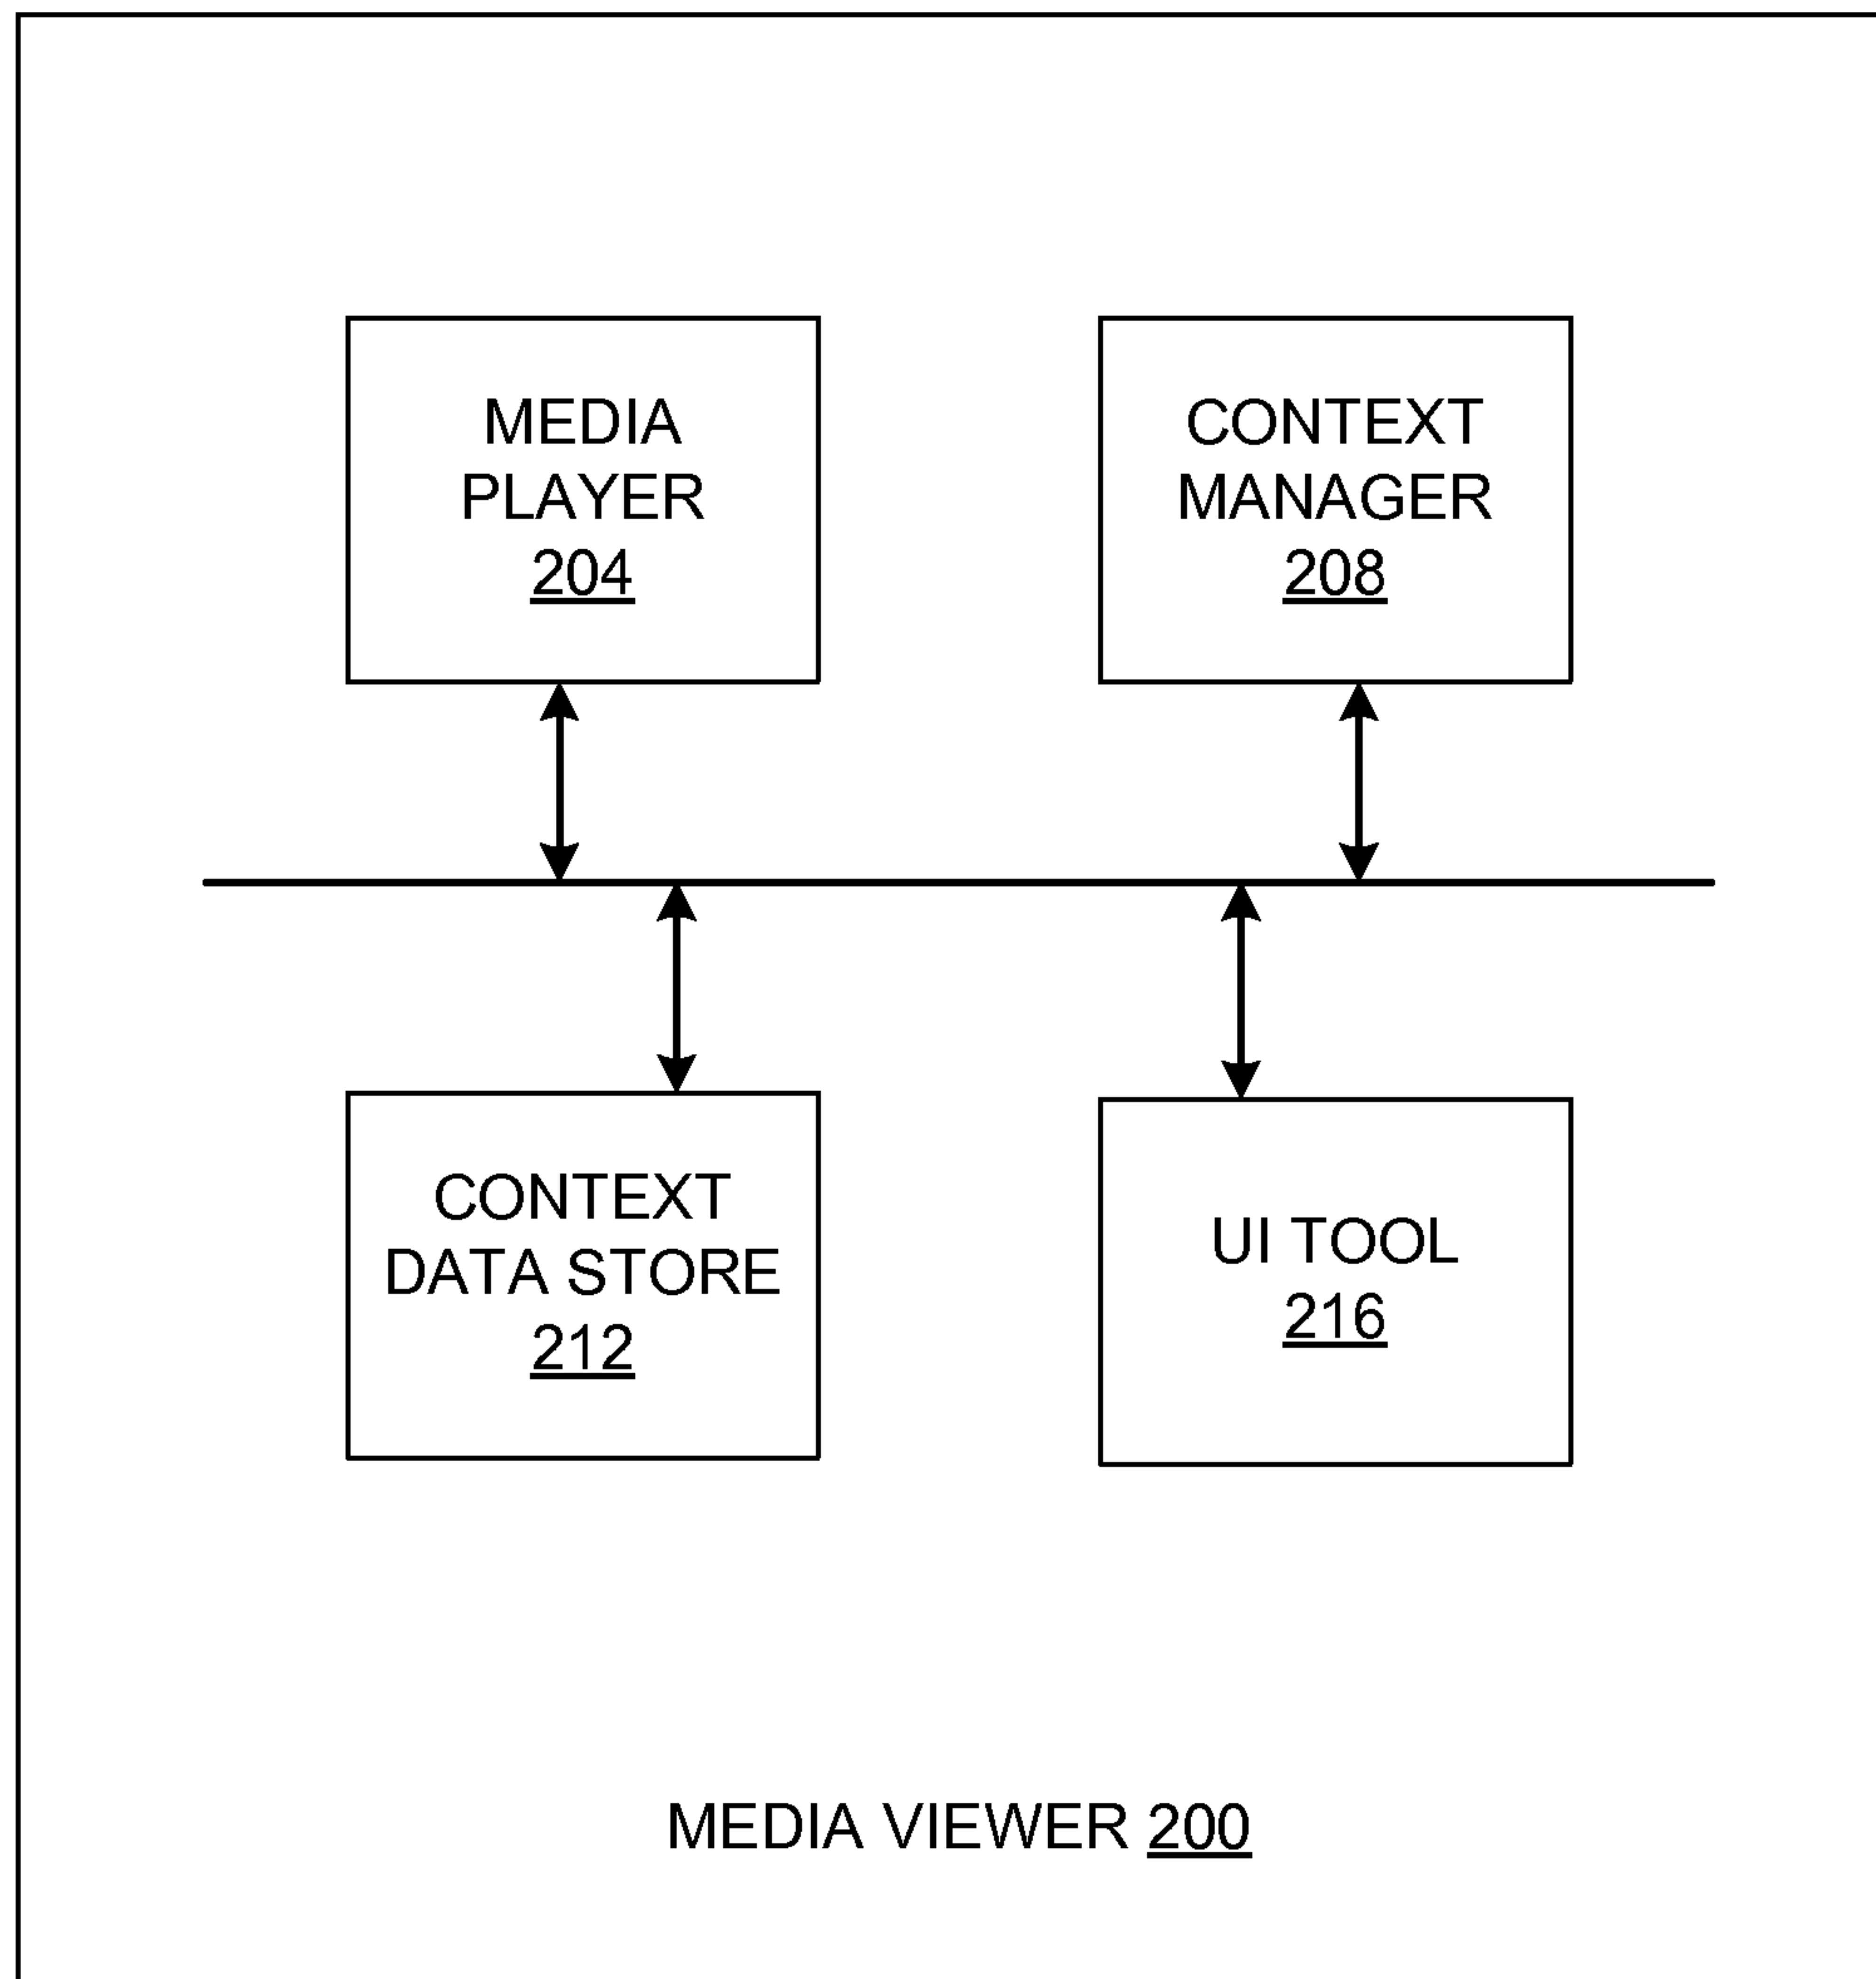 MEDIA
PLAYER
204
CONTEXT
MANAGER
208
CONTEXT
DATA STORE
212
UI TOOL
216
MEDIA VIEWER 200